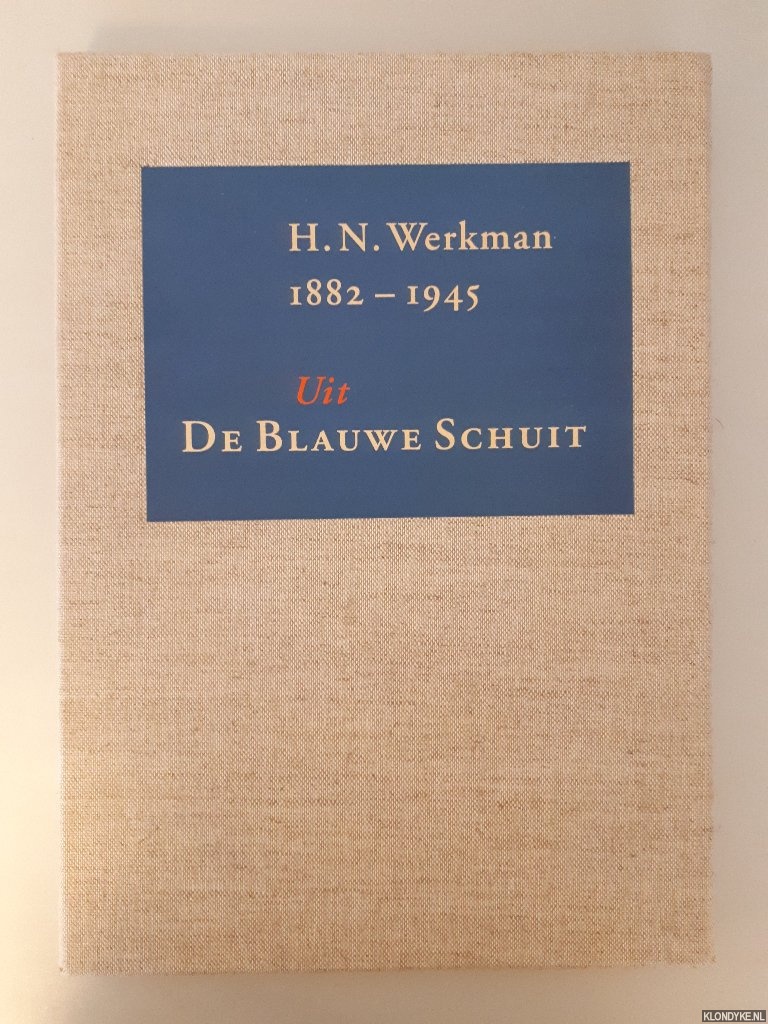 H. N. Werkman
1882 – 1945
Uit
DE BLAUWE SCHUIT
KLONDYKE.NL